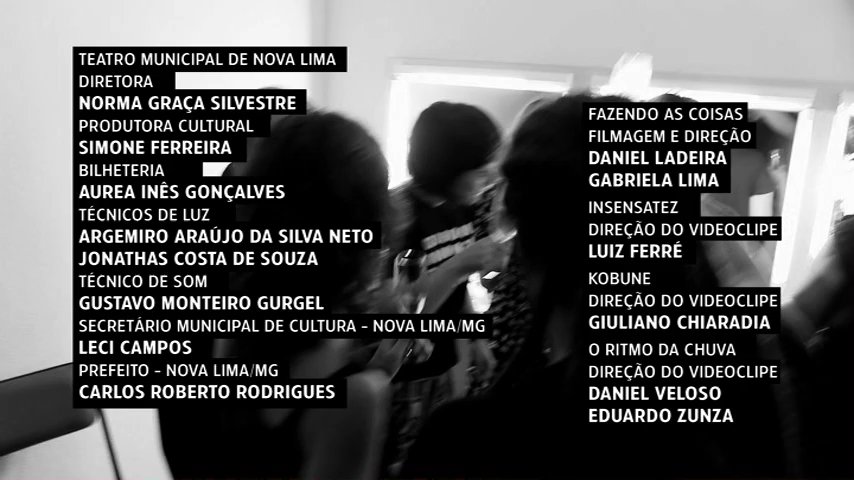 TEATRO MUNICIPAL DE NOVA LIMA
DIRETORA
NORMA GRAÇA SILVESTRE
PRODUTORA CULTURAL
SIMONE FERREIRA
BILHETERIA
AUREA INÊS GONÇALVES
TÉCNICOS DE LUZ
ARGEMIRO ARAÚJO DA SILVA NETO
JONATHAS COSTA DE SOUZA
TÉCNICO DE SOM
GUSTAVO MONTEIRO GURGEL
SECRETÁRIO MUNICIPAL DE CULTURA - NOVA LIMA/MG
LECI CAMPOS
PREFEITO - NOVA LIMA/MG
CARLOS ROBERTO RODRIGUES
FAZENDO AS COISAS
FILMAGEM E DIREÇÃO
DANIEL LADEIRA
GABRIELA LIMA
INSENSATEZ
DIREÇÃO DO VIDEOCLIPE
LUIZ FERRÉ
KOBUNE
DIREÇÃO DO VIDEOCLIPE
GIULIANO CHIARADIA
O RITMO DA CHUVA
DIREÇÃO DO VIDEOCLIPE
DANIEL VELOSO
EDUARDO ZUNZA